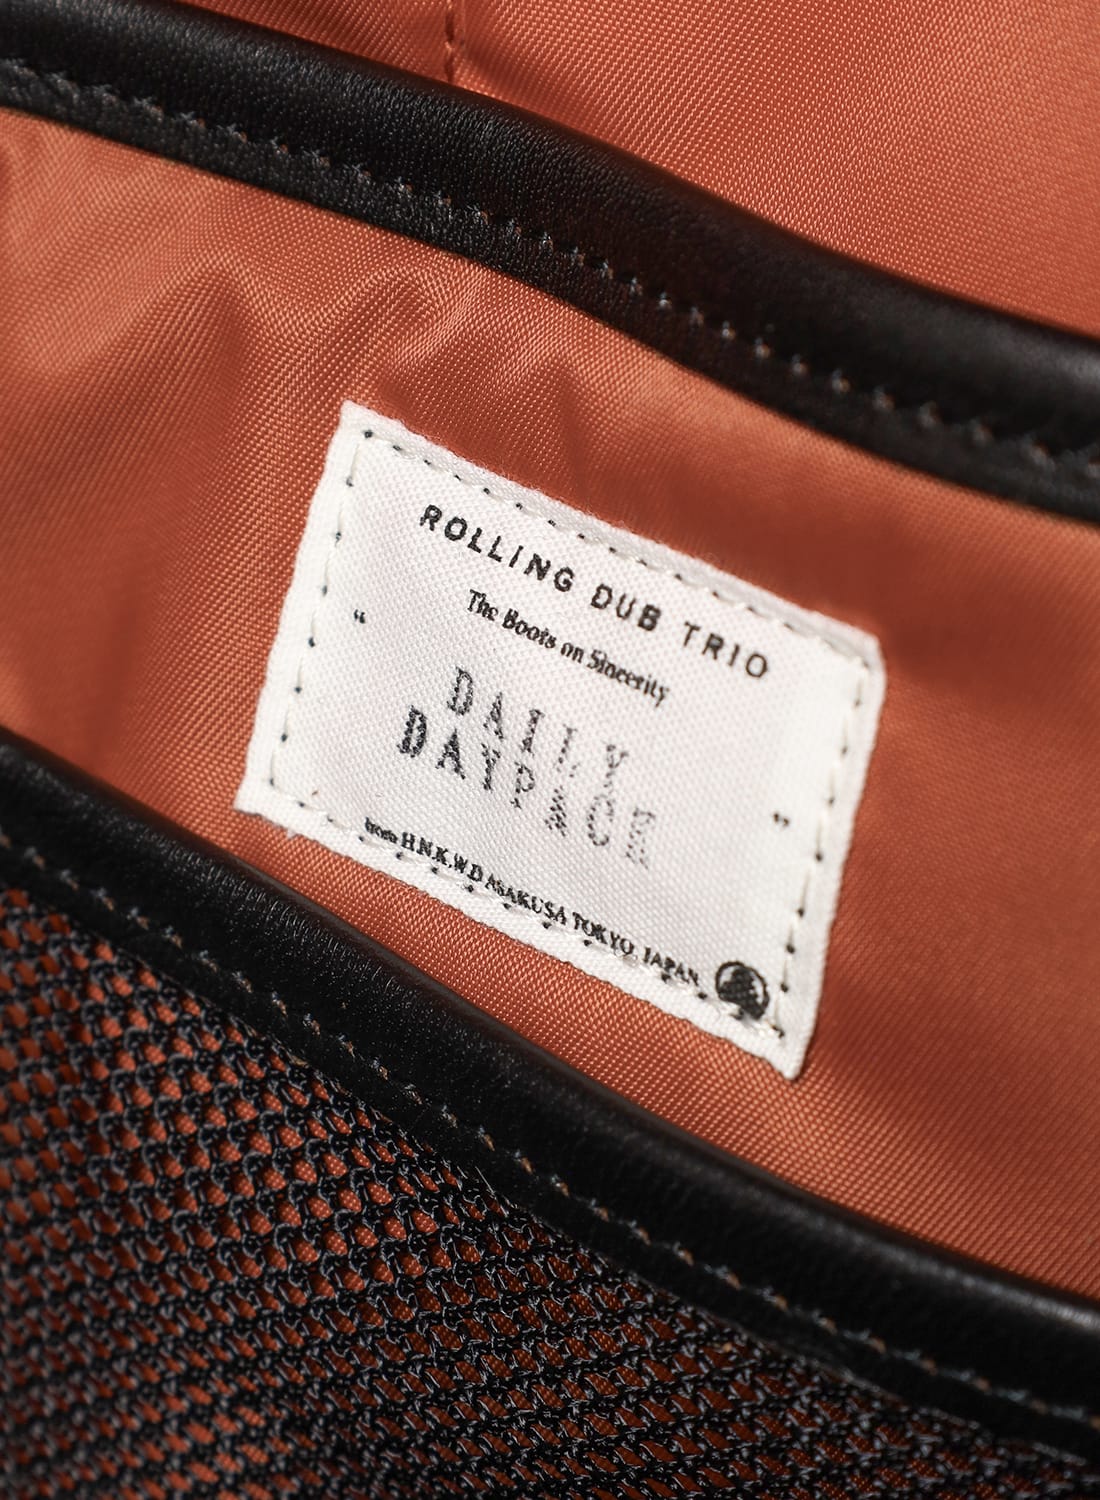 ROLLING DUB TRIO
The Boots on Sincerity
“ DAILY
DAYPACK ”
from H.N.K.W.D ASAKUSA TOKYO JAPAN